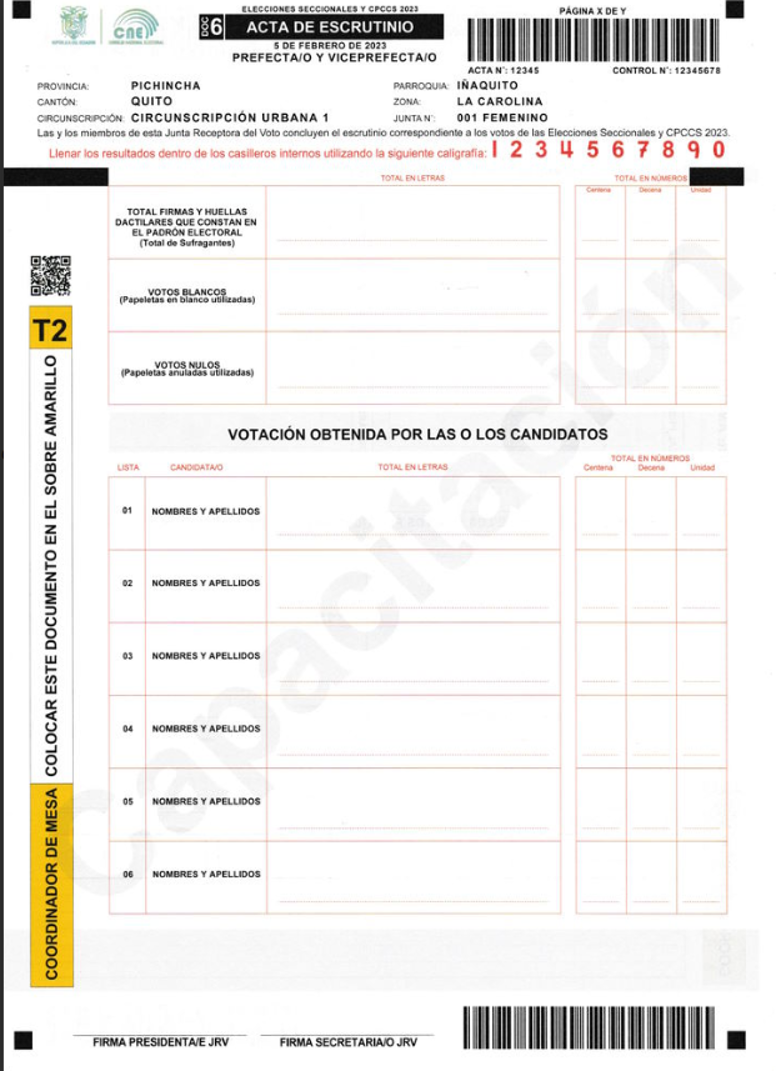 ELECCIONES SECCIONALES Y CPCCS 2023
PÁGINA X DE Y
REPÚBLICA DEL ECUADOR
CNE
CONSEJO NACIONAL ELECTORAL
DOC 6
ACTA DE ESCRUTINIO
5 DE FEBRERO DE 2023
PREFECTA/O Y VICEPREFECTA/O
ACTA N°: 12345 CONTROL N°: 12345678
PROVINCIA: PICHINCHA PARROQUIA: IÑAQUITO
CANTÓN: QUITO ZONA: LA CAROLINA
CIRCUNSCRIPCIÓN: CIRCUNSCRIPCIÓN URBANA 1 JUNTA N°: 001 FEMENINO
Las y los miembros de esta Junta Receptora del Voto concluyen el escrutinio correspondiente a los votos de las Elecciones Seccionales y CPCCS 2023.
Llenar los resultados dentro de los casilleros internos utilizando la siguiente caligrafía: 1 2 3 4 5 6 7 8 9 0
TOTAL EN LETRAS TOTAL EN NÚMEROS
Centena Decena Unidad
TOTAL FIRMAS Y HUELLAS
DACTILARES QUE CONSTAN EN
EL PADRÓN ELECTORAL
(Total de Sufragantes)
VOTOS BLANCOS
(Papeletas en blanco utilizadas)
VOTOS NULOS
(Papeletas anuladas utilizadas)
VOTACIÓN OBTENIDA POR LAS O LOS CANDIDATOS
LISTA CANDIDATA/O TOTAL EN LETRAS TOTAL EN NÚMEROS
Centena Decena Unidad
01 NOMBRES Y APELLIDOS
02 NOMBRES Y APELLIDOS
03 NOMBRES Y APELLIDOS
04 NOMBRES Y APELLIDOS
05 NOMBRES Y APELLIDOS
06 NOMBRES Y APELLIDOS
Capacitación
T2
COLOCAR ESTE DOCUMENTO EN EL SOBRE AMARILLO
COORDINADOR DE MESA
FIRMA PRESIDENTA/E JRV FIRMA SECRETARIA/O JRV